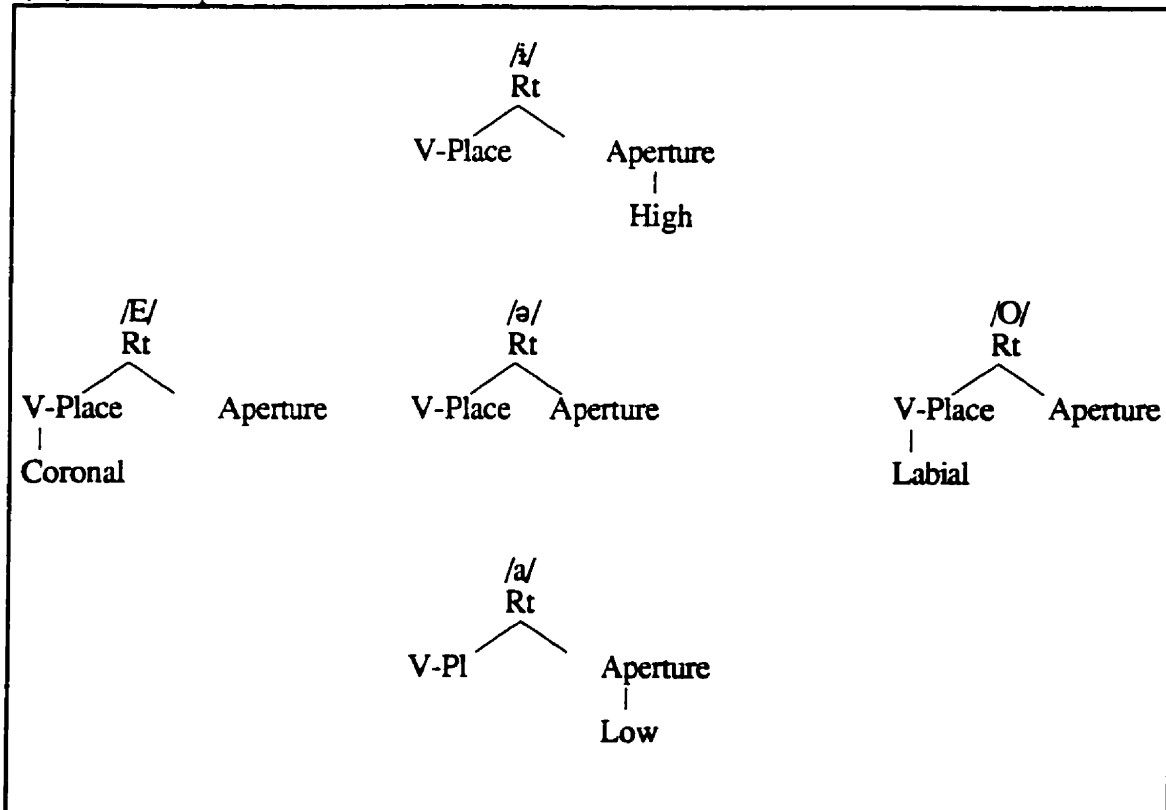 /ɨ/
Rt
V-Place Aperture
High
/E/ /ə/ /O/
Rt Rt Rt
V-Place Aperture V-Place Aperture V-Place Aperture
Coronal Labial
/a/
Rt
V-Pl Aperture
Low